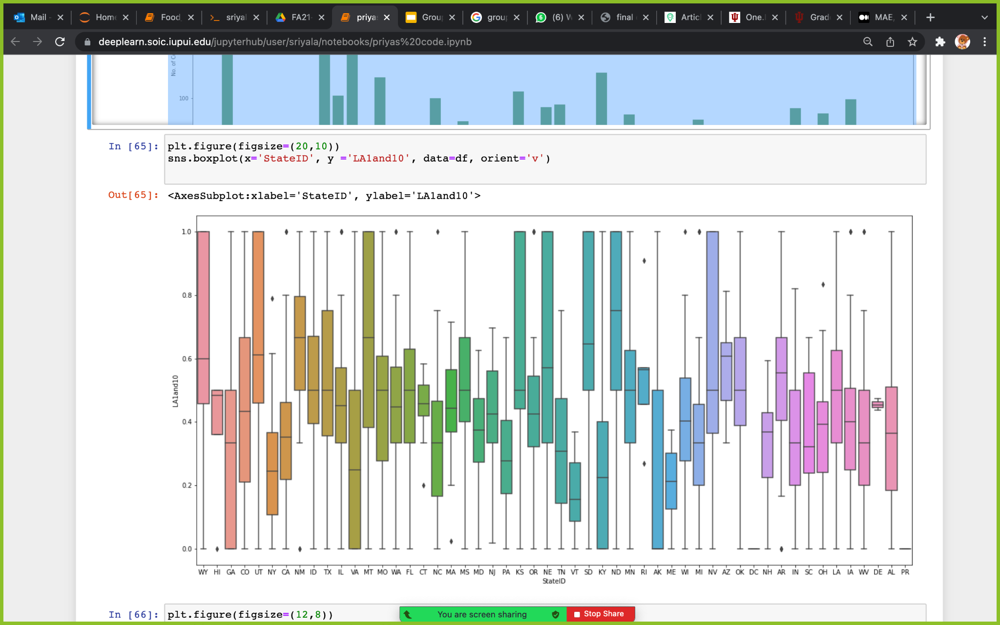 Mail
Home
Food
sriyal
FA21-
priyas
Group
group
(6) W
final
Articl
One.I
Grad
MAE,
deeplearn.soic.iupui.edu/jupyterhub/user/sriyala/notebooks/priyas%20code.ipynb
100
In [65]:
plt.figure(figsize=(20,10))
sns.boxplot(x='StateID', y ='LA1and10', data=df, orient='v')
Out[65]:
<AxesSubplot:xlabel='StateID', ylabel='LA1and10'>
1.0
0.8
0.6
0.4
0.2
0.0
LA1and10
WY HI GA CO UT NY CA NM ID TX IL VA MT MO WA FL CT NC MA MS MD NJ PA KS OR NE TN VT SD KY ND MN RI AK ME WI MI NV AZ OK DC NH AR IN SC OH LA IA WV DE AL PR
StateID
In [66]:
plt.figure(figsize=(12,8))
You are screen sharing
Stop Share